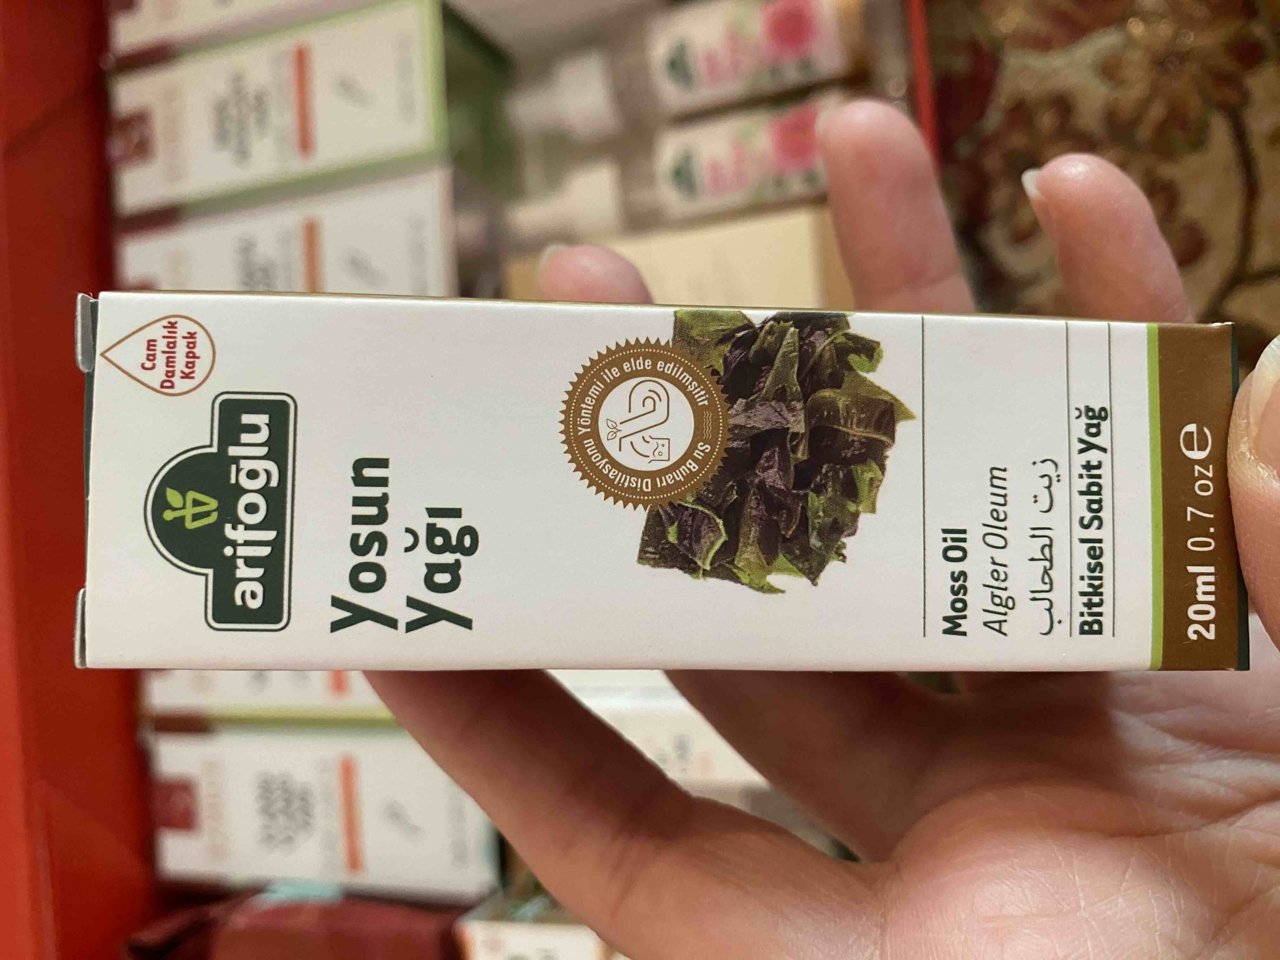 Cam
Damlalık
Kapak
arifoğlu
Yosun
Yağı
Su Buharı Distilasyonu Yöntemi ile elde edilmişitir
Moss Oil
Algler Oleum
زيت الطحالب
Bitkisel Sabit Yağ
20ml 0.7 oz e